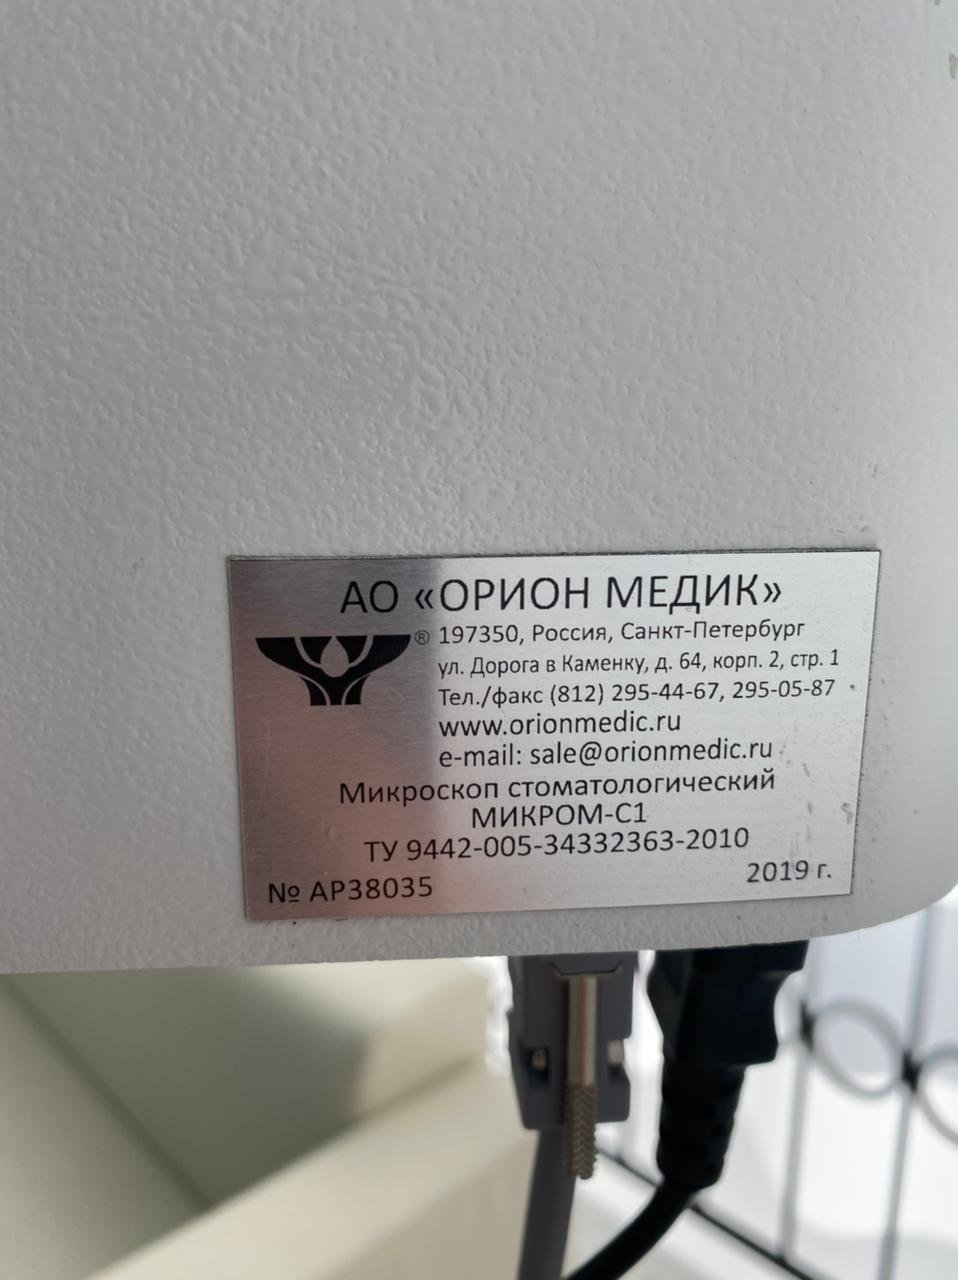 АО «ОРИОН МЕДИК»
® 197350, Россия, Санкт-Петербург
ул. Дорога в Каменку, д. 64, корп. 2, стр. 1
Тел./факс (812) 295-44-67, 295-05-87
www.orionmedic.ru
e-mail: sale@orionmedic.ru
Микроскоп стоматологический
МИКРОМ-С1
ТУ 9442-005-34332363-2010
№ АР38035 2019 г.